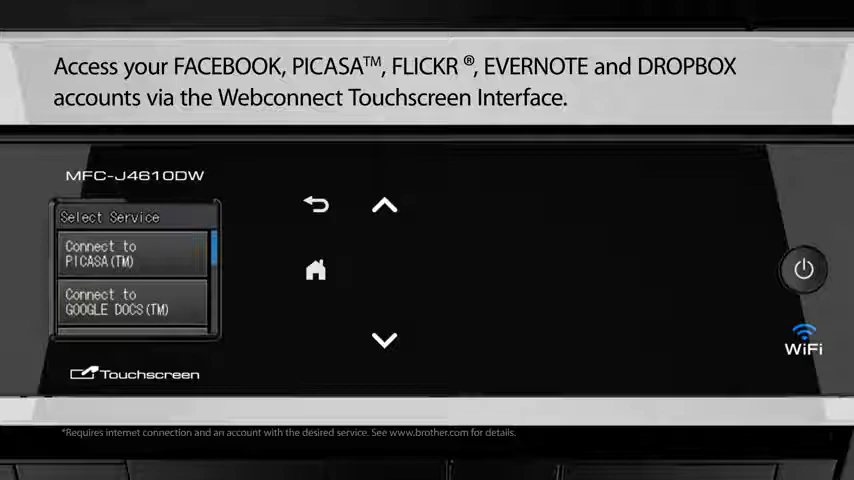 Access your FACEBOOK, PICASA™, FLICKR ®, EVERNOTE and DROPBOX
accounts via the Webconnect Touchscreen Interface.
MFC-J4610DW
Select Service
Connect to
PICASA(TM)
Connect to
GOOGLE DOCS(TM)
WiFi
Touchscreen
*Requires internet connection and an account with the desired service. See www.brother.com for details.